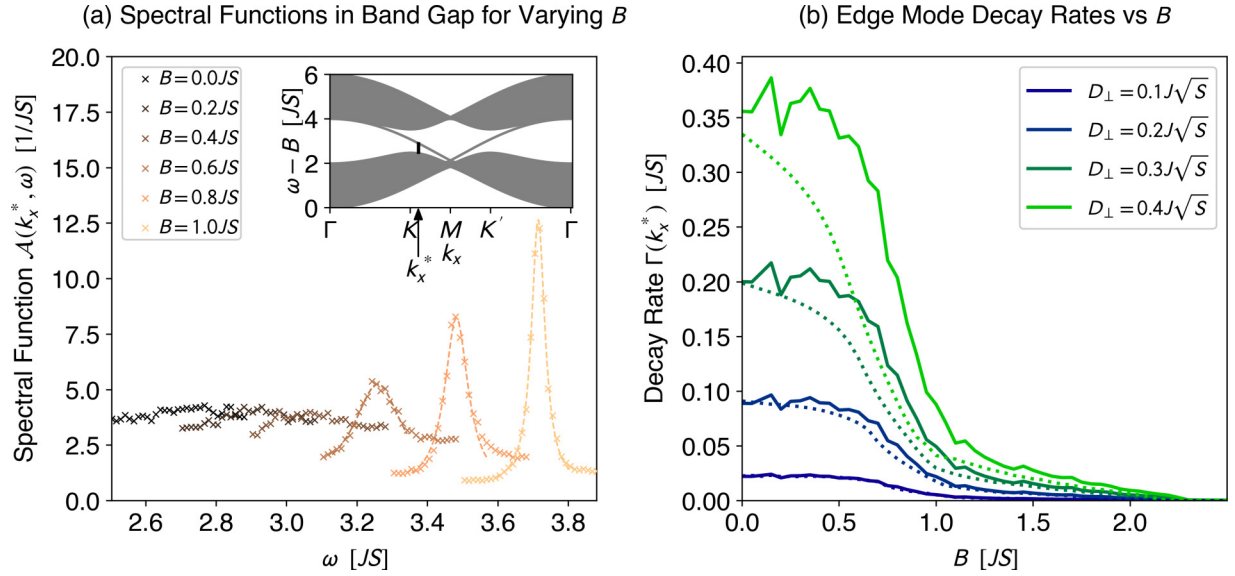 (a) Spectral Functions in Band Gap for Varying B
Spectral Function A(k_x^*, ω) [1/JS]
20.0
17.5
15.0
12.5
10.0
7.5
5.0
2.5
0.0
B = 0.0JS
B = 0.2JS
B = 0.4JS
B = 0.6JS
B = 0.8JS
B = 1.0JS
ω − B [JS]
6
4
2
0
Γ K M K′ Γ
k_x^* k_x
2.6 2.8 3.0 3.2 3.4 3.6 3.8
ω [JS]
(b) Edge Mode Decay Rates vs B
Decay Rate Γ(k_x^*) [JS]
0.40
0.35
0.30
0.25
0.20
0.15
0.10
0.05
0.00
D⊥ = 0.1J√S
D⊥ = 0.2J√S
D⊥ = 0.3J√S
D⊥ = 0.4J√S
0.0 0.5 1.0 1.5 2.0
B [JS]